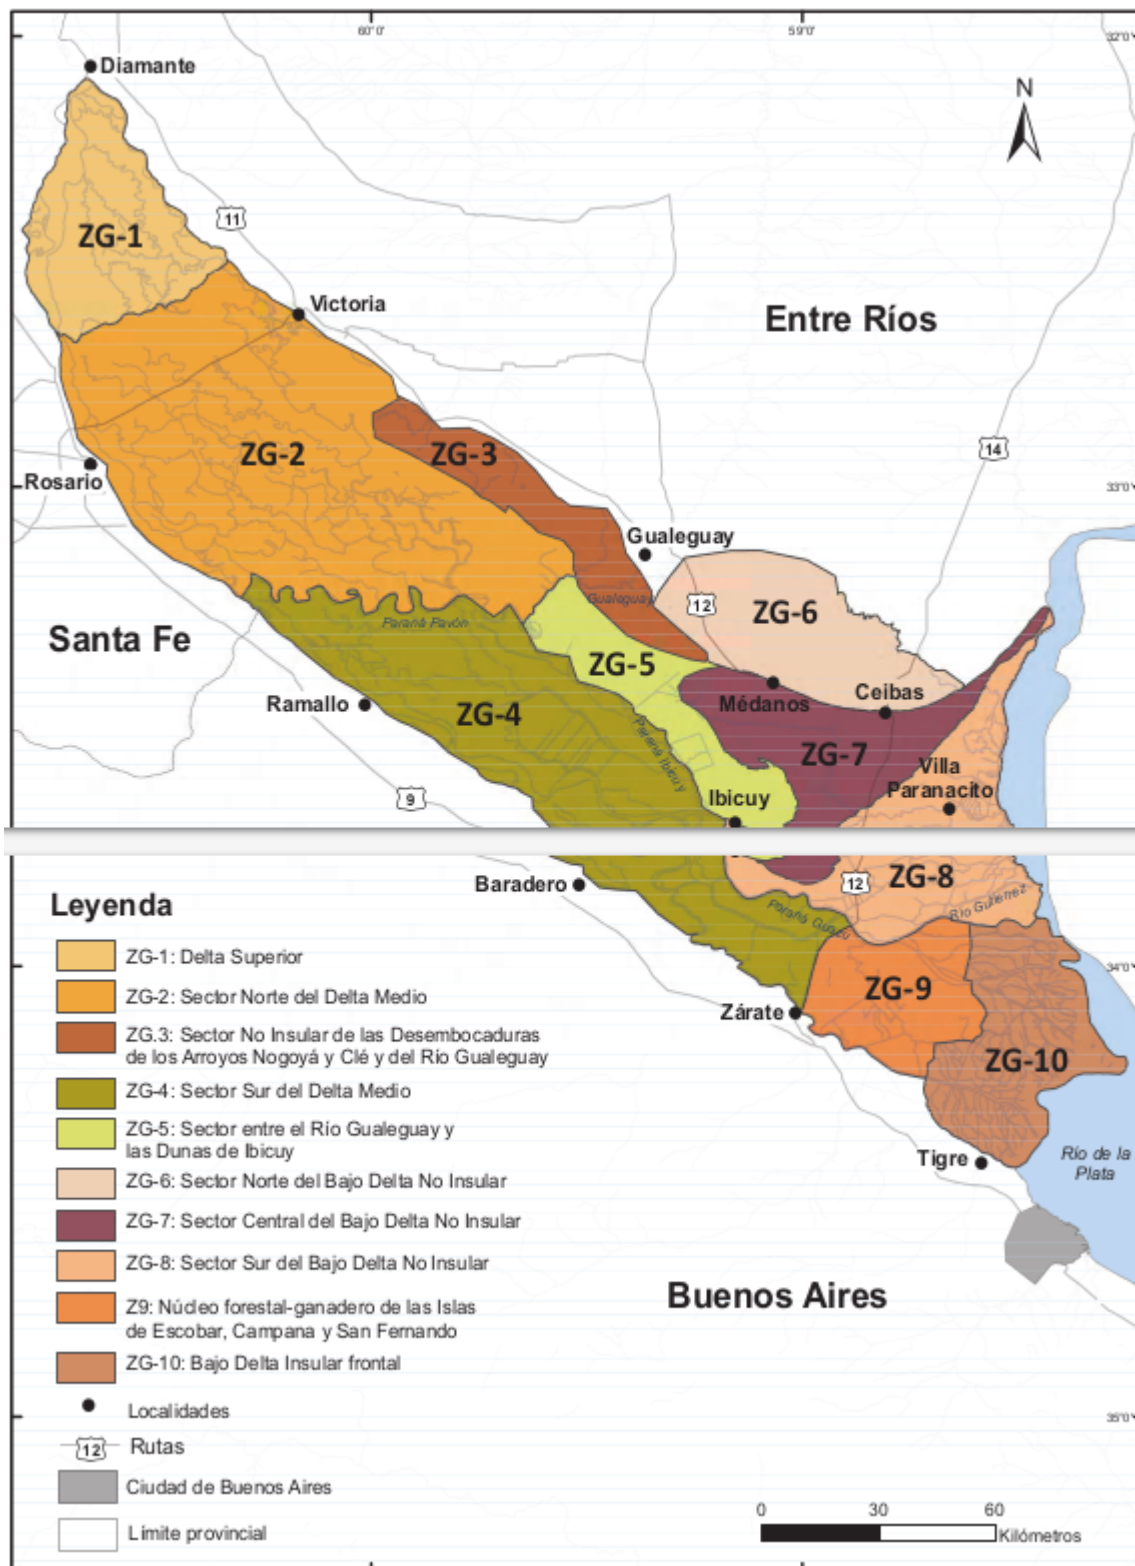 60°0'
59°0'
32°0'
Diamante
N
ZG-1
11
Victoria
Entre Ríos
ZG-2
ZG-3
14
Rosario
33°0'
Gualeguay
Gualeguay
12
ZG-6
Paraná Pavón
Santa Fe
ZG-5
Ceibas
Ramallo
Médanos
ZG-4
Paraná Ibicuy
ZG-7
Villa
Paranacito
9
Ibicuy
Baradero
12
ZG-8
Paraná Guazú
Río Gutierrez
Leyenda
ZG-1: Delta Superior
34°0'
ZG-2: Sector Norte del Delta Medio
ZG-9
Zárate
ZG.3: Sector No Insular de las Desembocaduras
de los Arroyos Nogoyá y Clé y del Río Gualeguay
ZG-10
ZG-4: Sector Sur del Delta Medio
ZG-5: Sector entre el Río Gualeguay y
las Dunas de Ibicuy
Tigre
Río de la
Plata
ZG-6: Sector Norte del Bajo Delta No Insular
ZG-7: Sector Central del Bajo Delta No Insular
ZG-8: Sector Sur del Bajo Delta No Insular
Buenos Aires
Z9: Núcleo forestal-ganadero de las Islas
de Escobar, Campana y San Fernando
ZG-10: Bajo Delta Insular frontal
Localidades
35°0'
12 Rutas
Ciudad de Buenos Aires
0 30 60
Kilómetros
Límite provincial